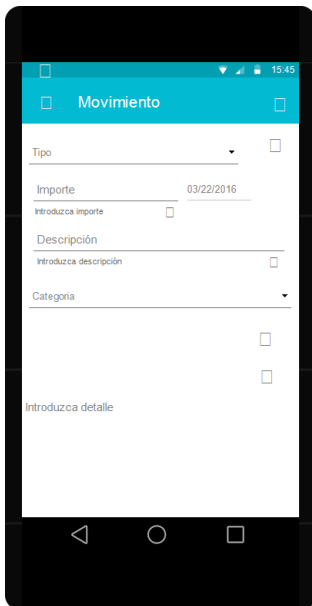 15:45
Movimiento
Tipo
Importe 03/22/2016
Introduzca importe
Descripción
Introduzca descripción
Categoria
Introduzca detalle